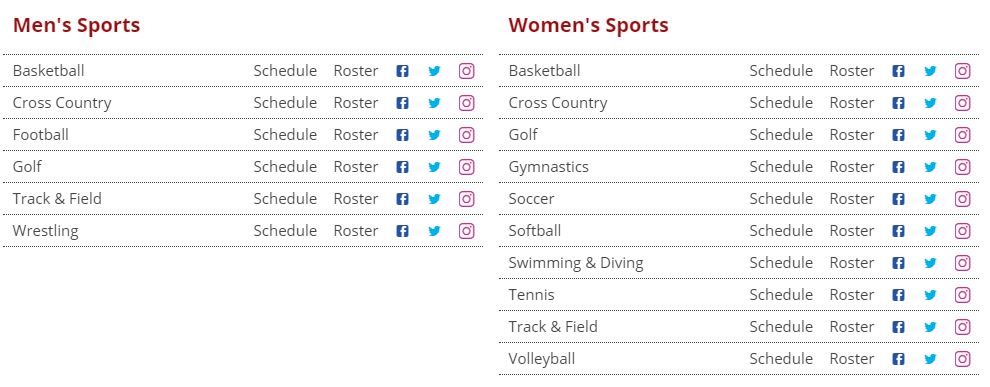 Men's Sports
Basketball Schedule Roster
Cross Country Schedule Roster
Football Schedule Roster
Golf Schedule Roster
Track & Field Schedule Roster
Wrestling Schedule Roster
Women's Sports
Basketball Schedule Roster
Cross Country Schedule Roster
Golf Schedule Roster
Gymnastics Schedule Roster
Soccer Schedule Roster
Softball Schedule Roster
Swimming & Diving Schedule Roster
Tennis Schedule Roster
Track & Field Schedule Roster
Volleyball Schedule Roster